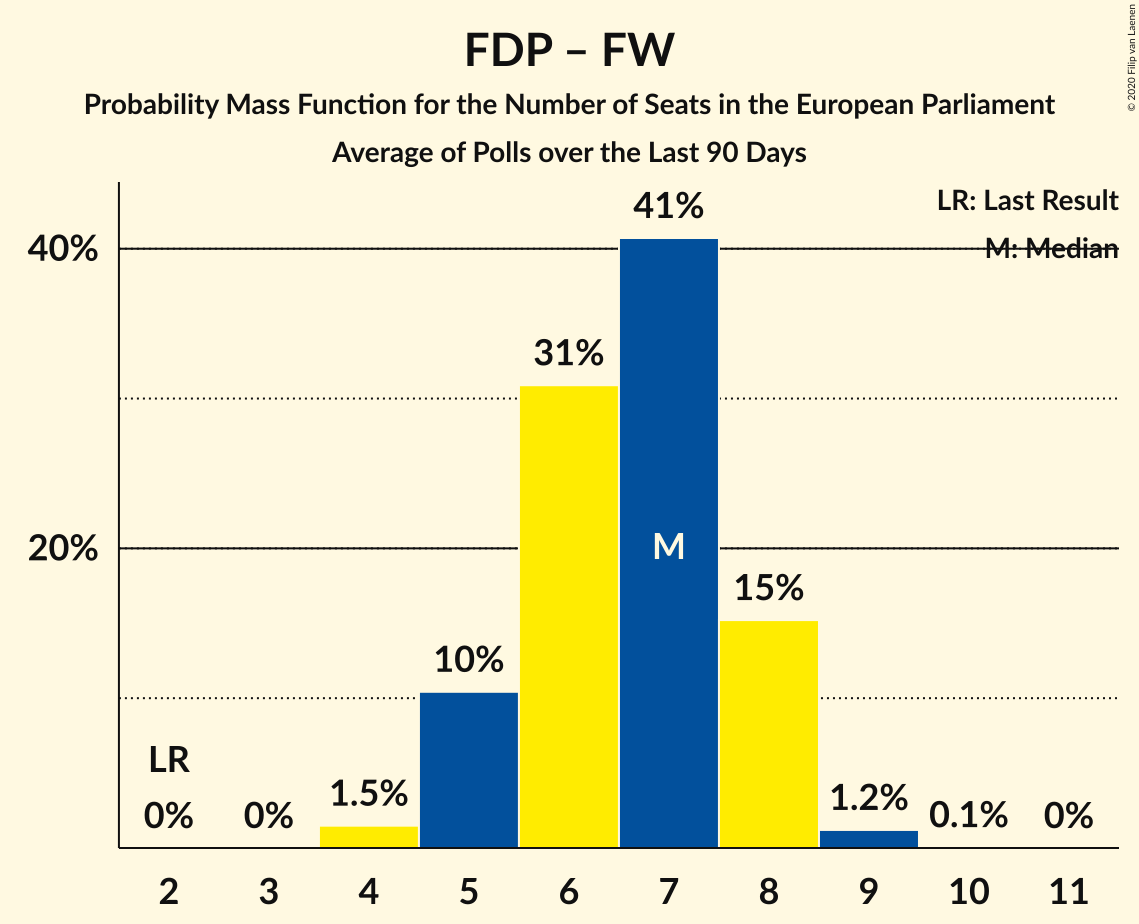 FDP – FW
Probability Mass Function for the Number of Seats in the European Parliament
Average of Polls over the Last 90 Days
© 2020 Filip van Laenen
LR: Last Result
M: Median
40%
20%
LR
0%
0%
1.5%
10%
31%
41%
M
15%
1.2%
0.1%
0%
2 3 4 5 6 7 8 9 10 11